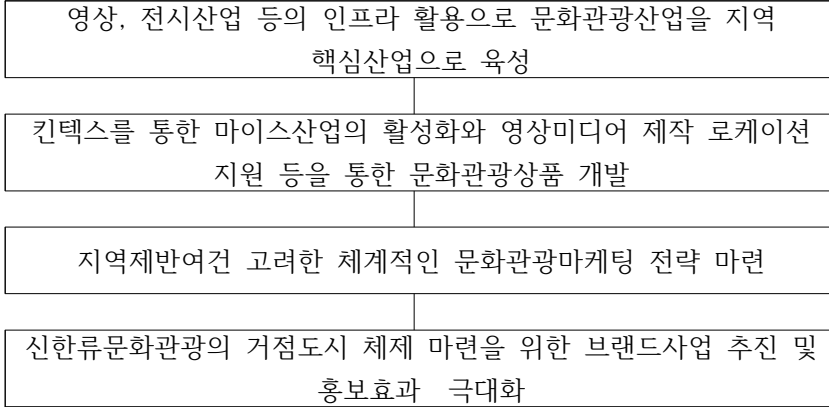 영상, 전시산업 등의 인프라 활용으로 문화관광산업을 지역
핵심산업으로 육성
킨텍스를 통한 마이스산업의 활성화와 영상미디어 제작 로케이션
지원 등을 통한 문화관광상품 개발
지역제반여건 고려한 체계적인 문화관광마케팅 전략 마련
신한류문화관광의 거점도시 체제 마련을 위한 브랜드사업 추진 및
홍보효과 극대화